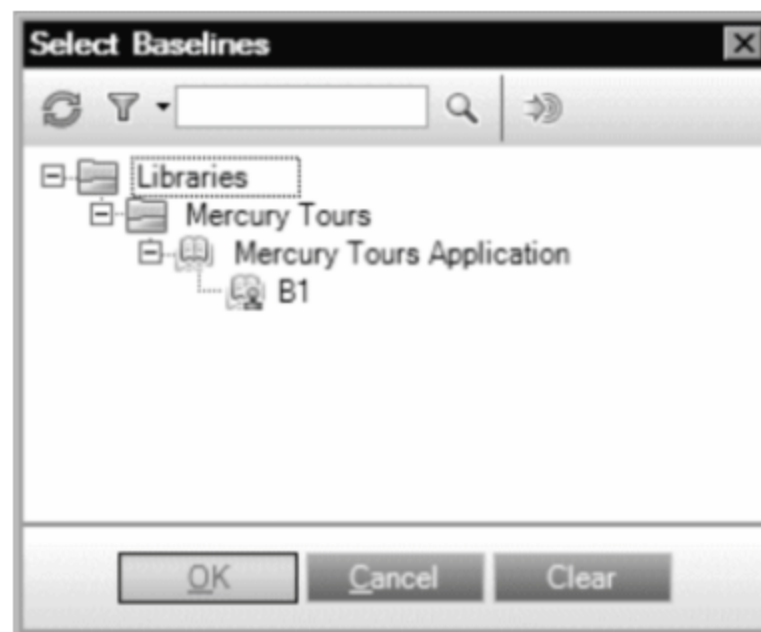 Select Baselines
Libraries
Mercury Tours
Mercury Tours Application
B1
OK Cancel Clear